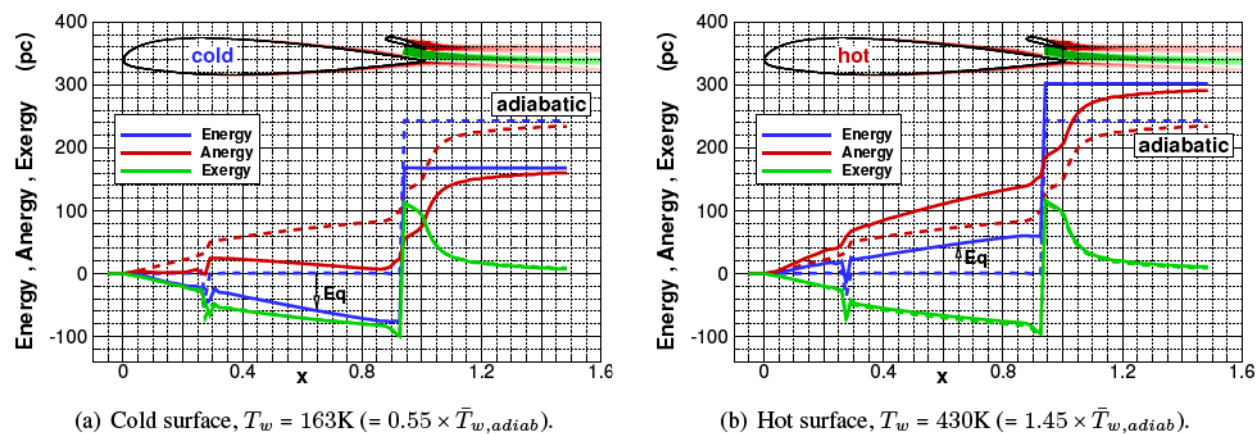 400
300
200
100
0
-100
Energy , Anergy , Exergy (pc)
cold
adiabatic
Energy
Anergy
Exergy
Eq
0 0.4 0.8 1.2 1.6
x
(a) Cold surface, T_w = 163K (= 0.55 × T̄_{w,adiab}).
400
300
200
100
0
-100
Energy , Anergy , Exergy (pc)
hot
adiabatic
Energy
Anergy
Exergy
Eq
0 0.4 0.8 1.2 1.6
x
(b) Hot surface, T_w = 430K (= 1.45 × T̄_{w,adiab}).